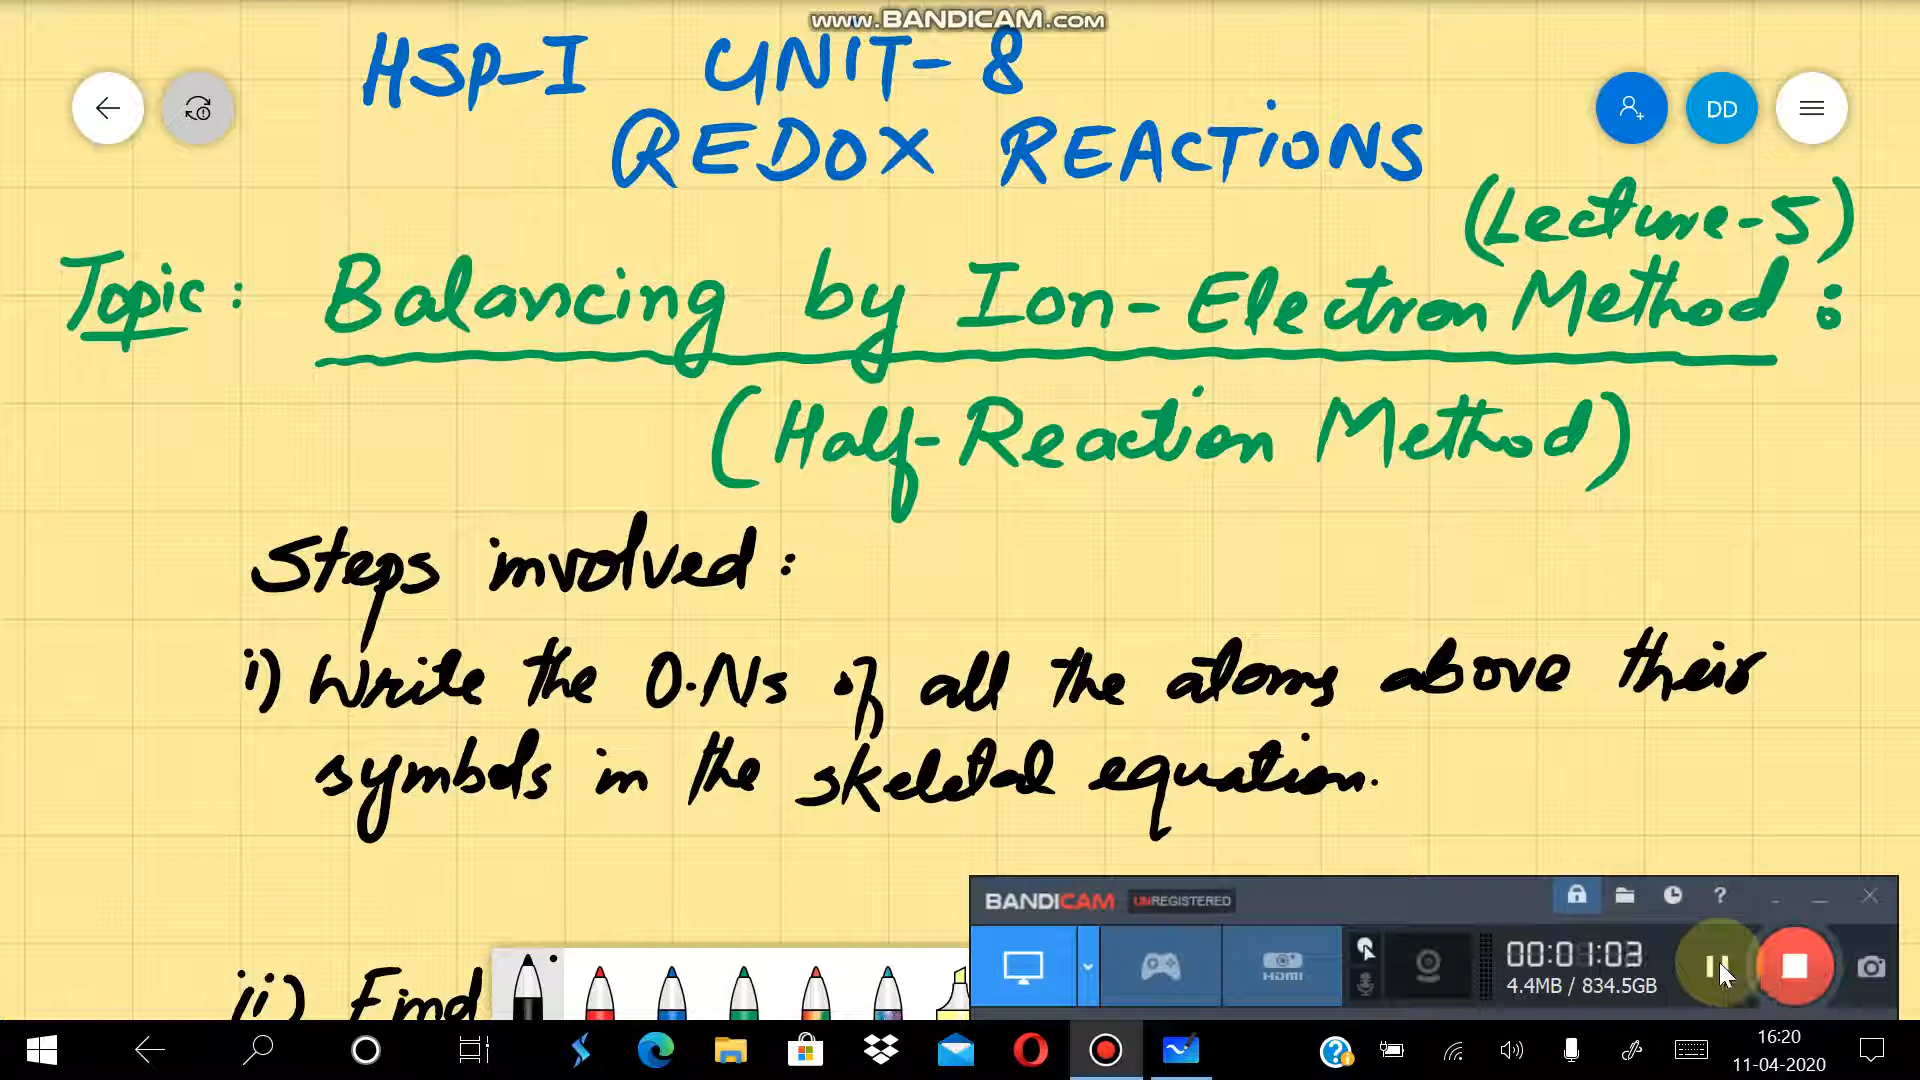 www.BANDICAM.com
HSP-I UNIT-8
REDOX REACTIONS
(Lecture-5)
Topic: Balancing by Ion-Electron Method:
(Half-Reaction Method)
Steps involved:
i) Write the O.Ns of all the atoms above their
symbols in the skeletal equation.
ii) Find
DD
BANDICAM UNREGISTERED
?
HDMI
00:01:03
4.4MB / 834.5GB
16:20
11-04-2020